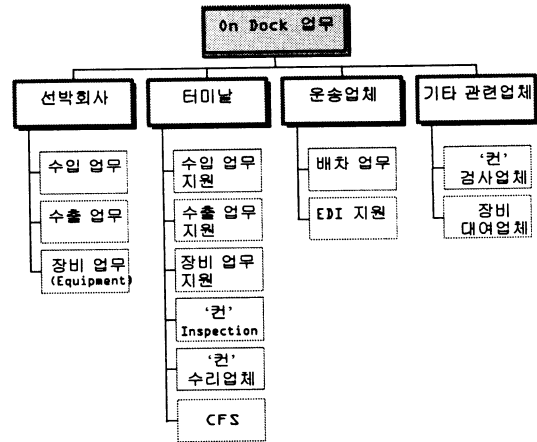 On Dock 업무
선박회사
수입 업무
수출 업무
장비 업무
(Equipment)
터미날
수입 업무
지원
수출 업무
지원
장비 업무
지원
‘컨’
Inspection
‘컨’
수리업체
CFS
운송업체
배차 업무
EDI 지원
기타 관련업체
‘컨’
검사업체
장비
대여업체